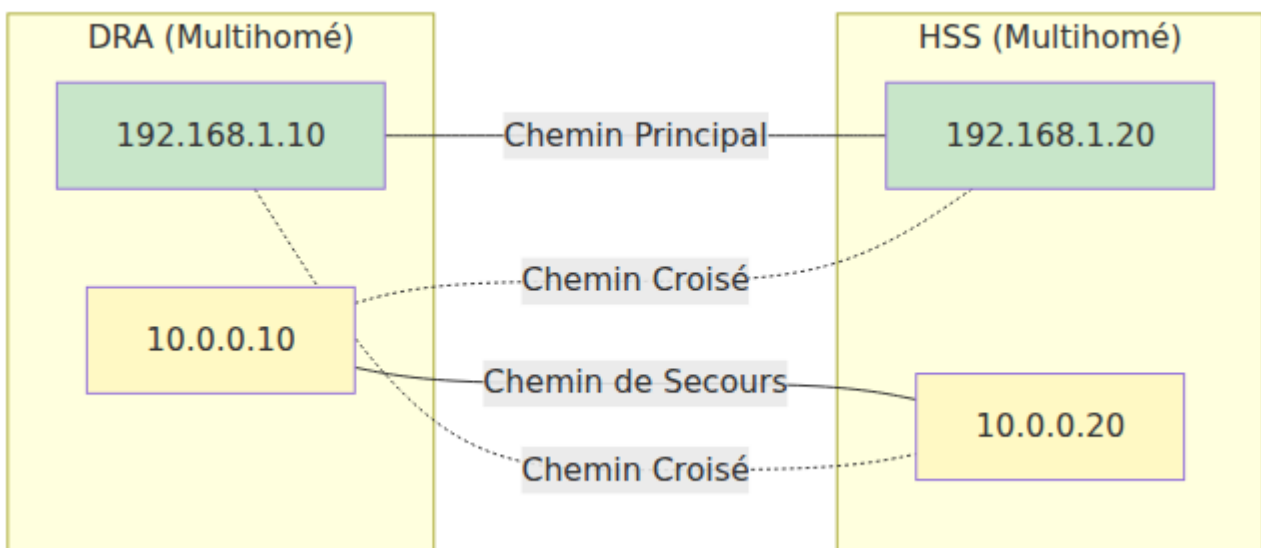 DRA (Multihomé)
HSS (Multihomé)
192.168.1.10
Chemin Principal
192.168.1.20
Chemin Croisé
10.0.0.10
Chemin de Secours
10.0.0.20
Chemin Croisé